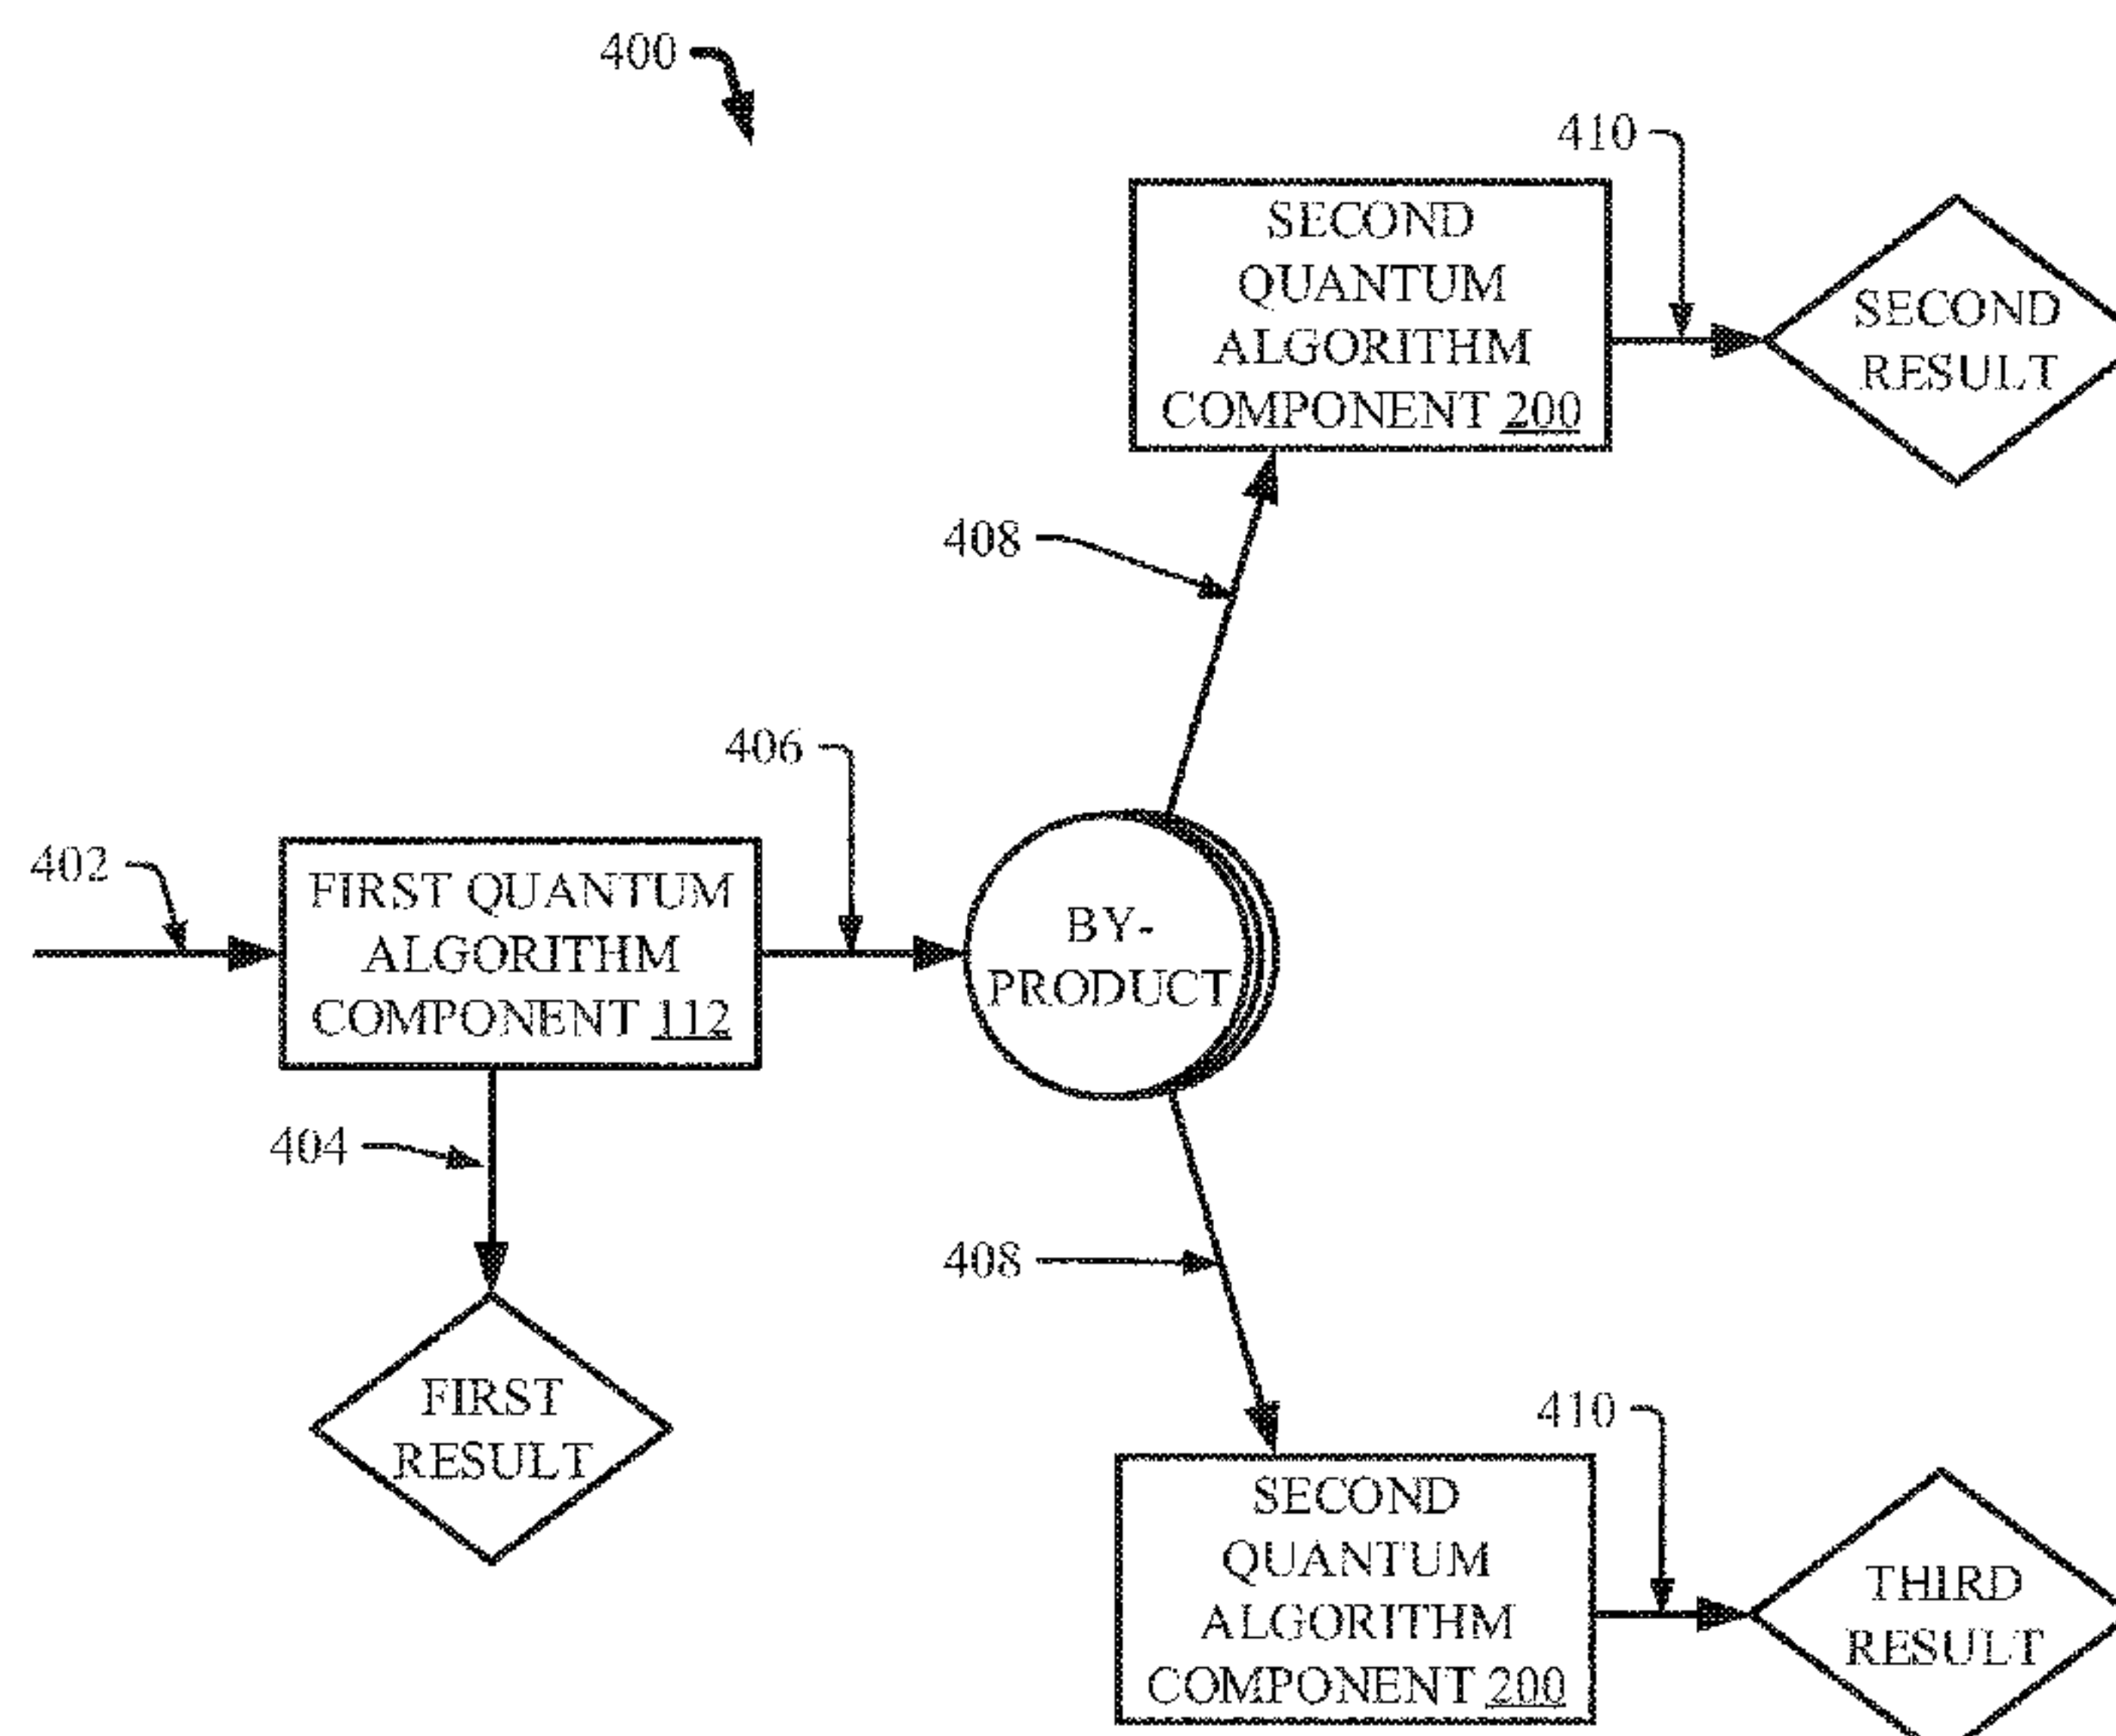 400
410
SECOND
QUANTUM
ALGORITHM
COMPONENT 200
SECOND
RESULT
408
406
402
FIRST QUANTUM
ALGORITHM
COMPONENT 112
BY-
PRODUCT
404
408
FIRST
RESULT
410
SECOND
QUANTUM
ALGORITHM
COMPONENT 200
THIRD
RESULT